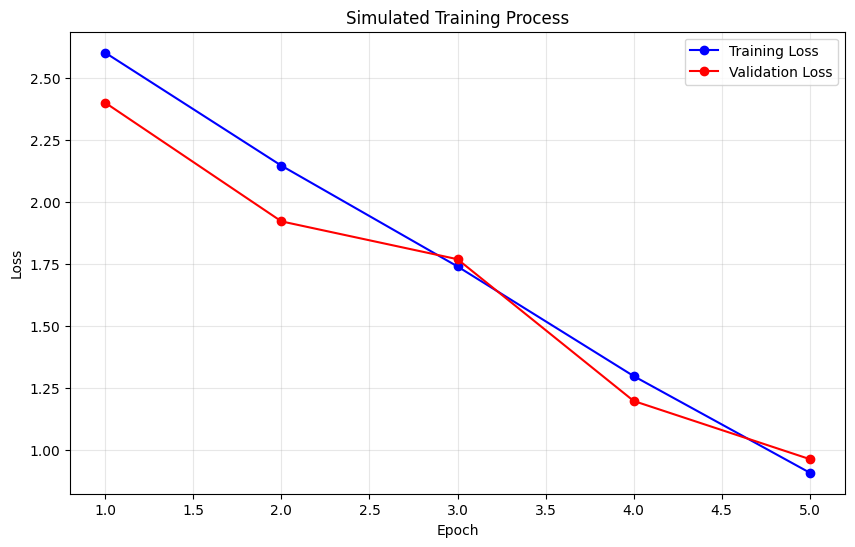 Simulated Training Process
Training Loss
Validation Loss
2.50
2.25
2.00
1.75
1.50
1.25
1.00
Loss
1.0 1.5 2.0 2.5 3.0 3.5 4.0 4.5 5.0
Epoch